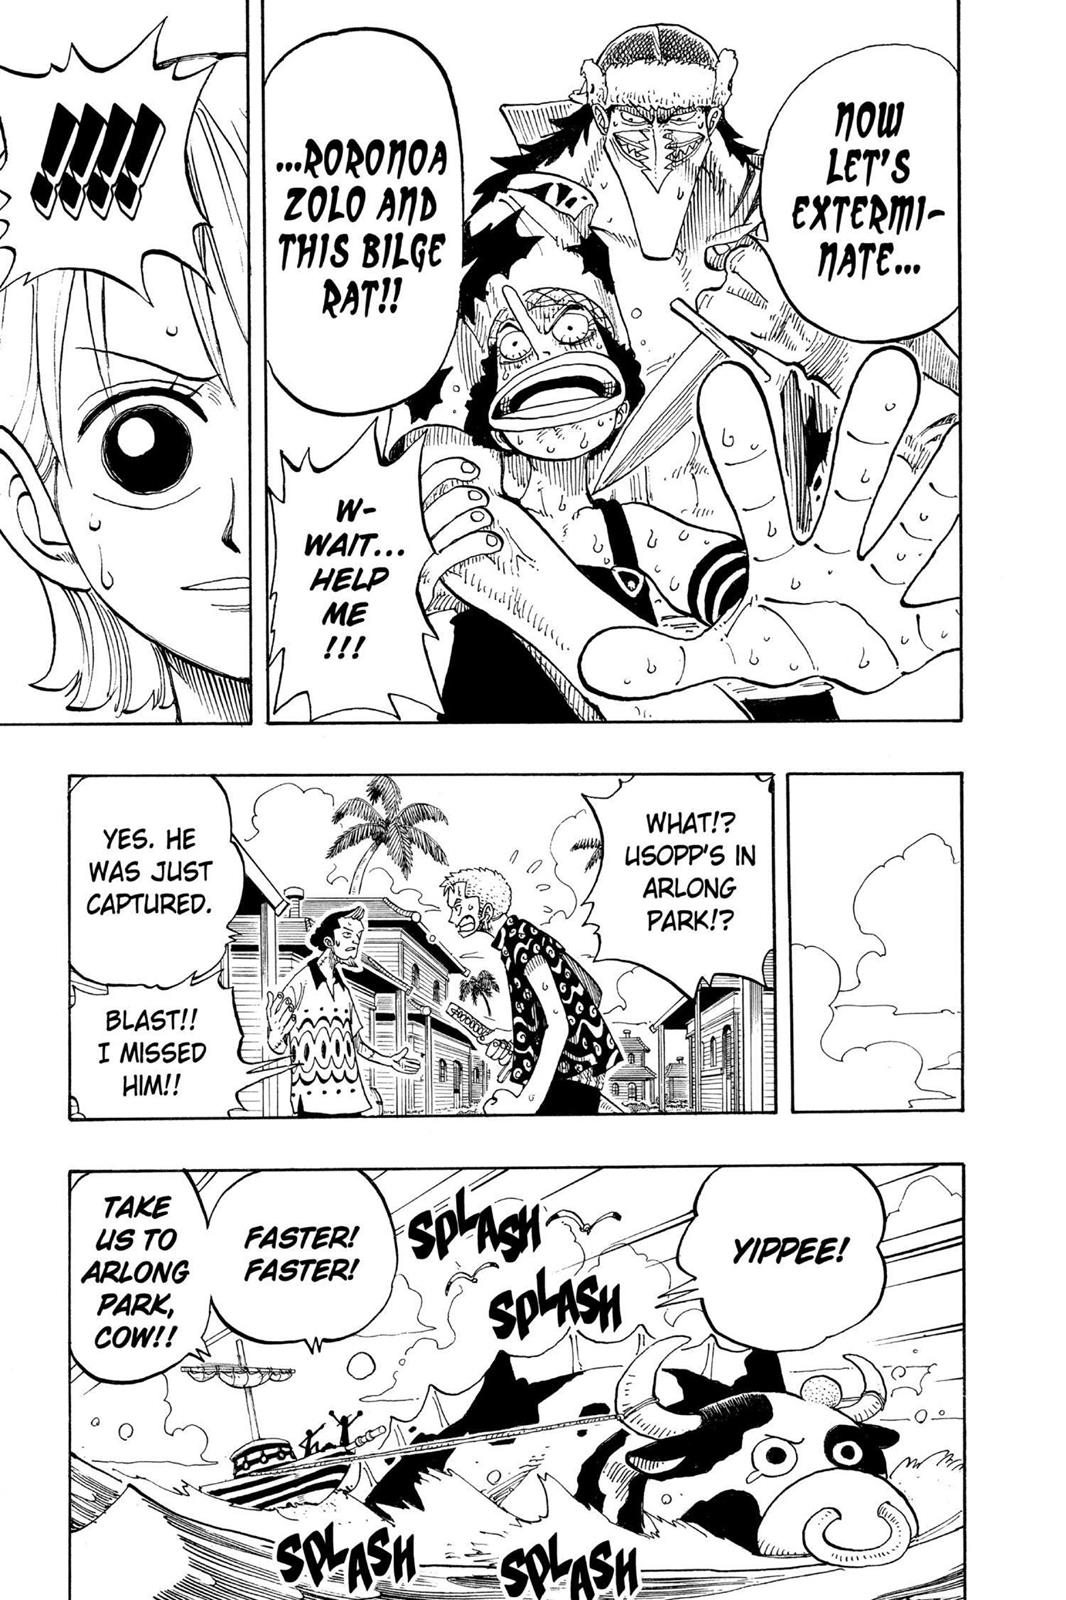 NOW
LET'S
EXTERMI-
NATE...
...RORONOA
ZOLO AND
THIS BILGE
RAT!!
W-
WAIT...
HELP
ME
!!!
!!!!
WHAT!?
USOPP'S IN
ARLONG
PARK!?
YES. HE
WAS JUST
CAPTURED.
BLAST!!
I MISSED
HIM!!
YIPPEE!
SPLASH
SPLASH
FASTER!
FASTER!
TAKE
US TO
ARLONG
PARK,
COW!!
SPLASH
SPLASH